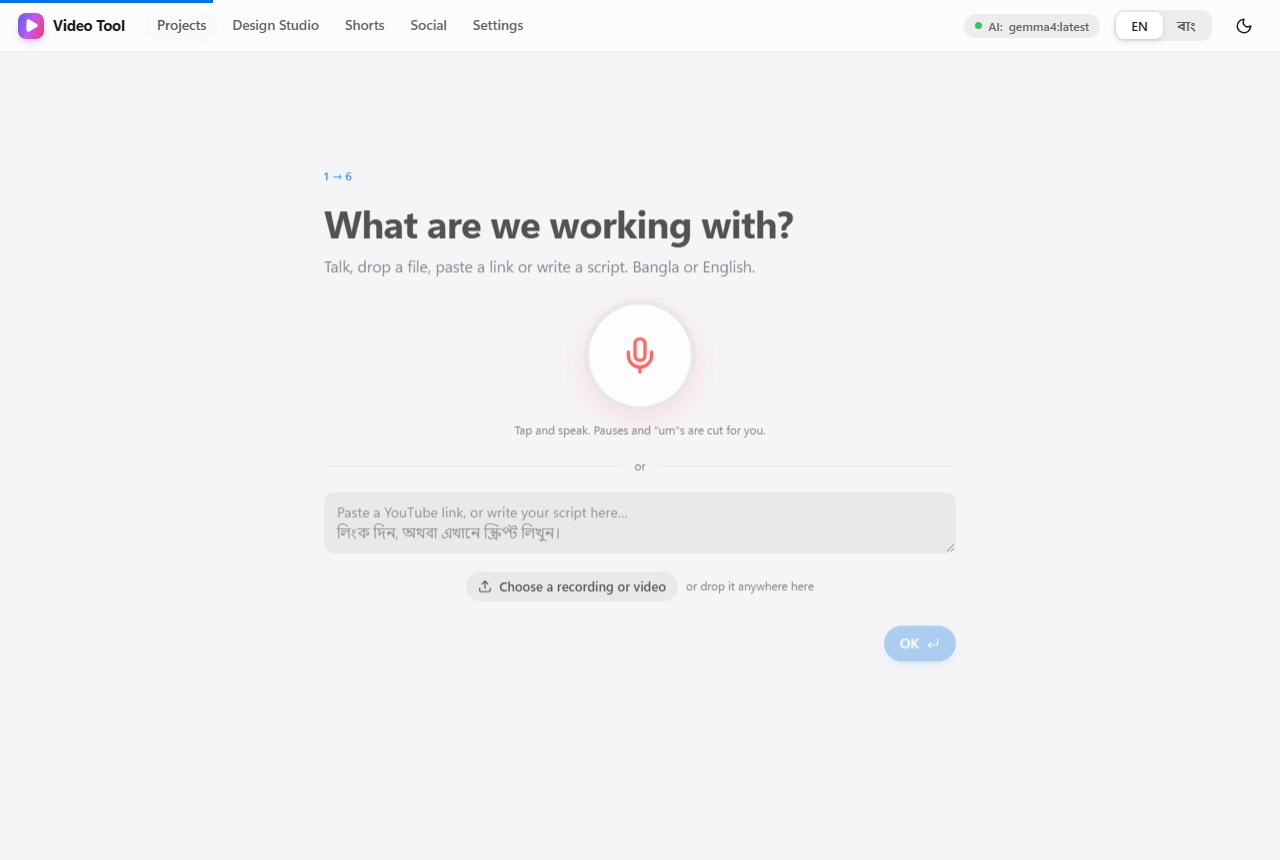 Video Tool
Projects
Design Studio
Shorts
Social
Settings
AI: gemma4:latest
EN
বাং
1 → 6
What are we working with?
Talk, drop a file, paste a link or write a script. Bangla or English.
Tap and speak. Pauses and "um"s are cut for you.
or
Paste a YouTube link, or write your script here...
লিংক দিন, অথবা এখানে স্ক্রিপ্ট লিখুন।
Choose a recording or video
or drop it anywhere here
OK